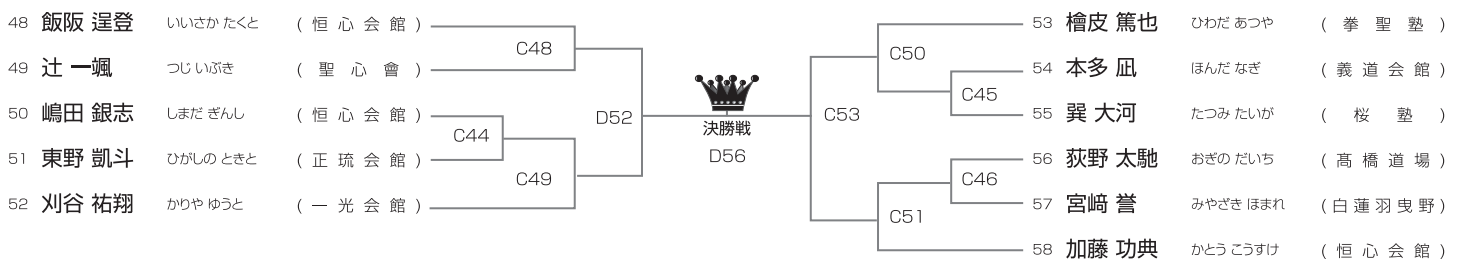 48 飯阪 逞登 いいさか たくと (恒心会館)
49 辻 一颯 つじ いぶき (聖心會)
50 嶋田 銀志 しまだ ぎんし (恒心会館)
51 東野 凱斗 ひがしの ときと (正琉会館)
52 刈谷 祐翔 かりや ゆうと (一光会館)
C48
C44
C49
D52
決勝戦
D56
C53
C50
C45
C46
C51
53 檜皮 篤也 ひわだ あつや (拳聖塾)
54 本多 凪 ほんだ なぎ (義道会館)
55 巽 大河 たつみ たいが (桜塾)
56 荻野 太馳 おぎの だいち (髙橋道場)
57 宮﨑 誉 みやざき ほまれ (白蓮羽曳野)
58 加藤 功典 かとう こうすけ (恒心会館)